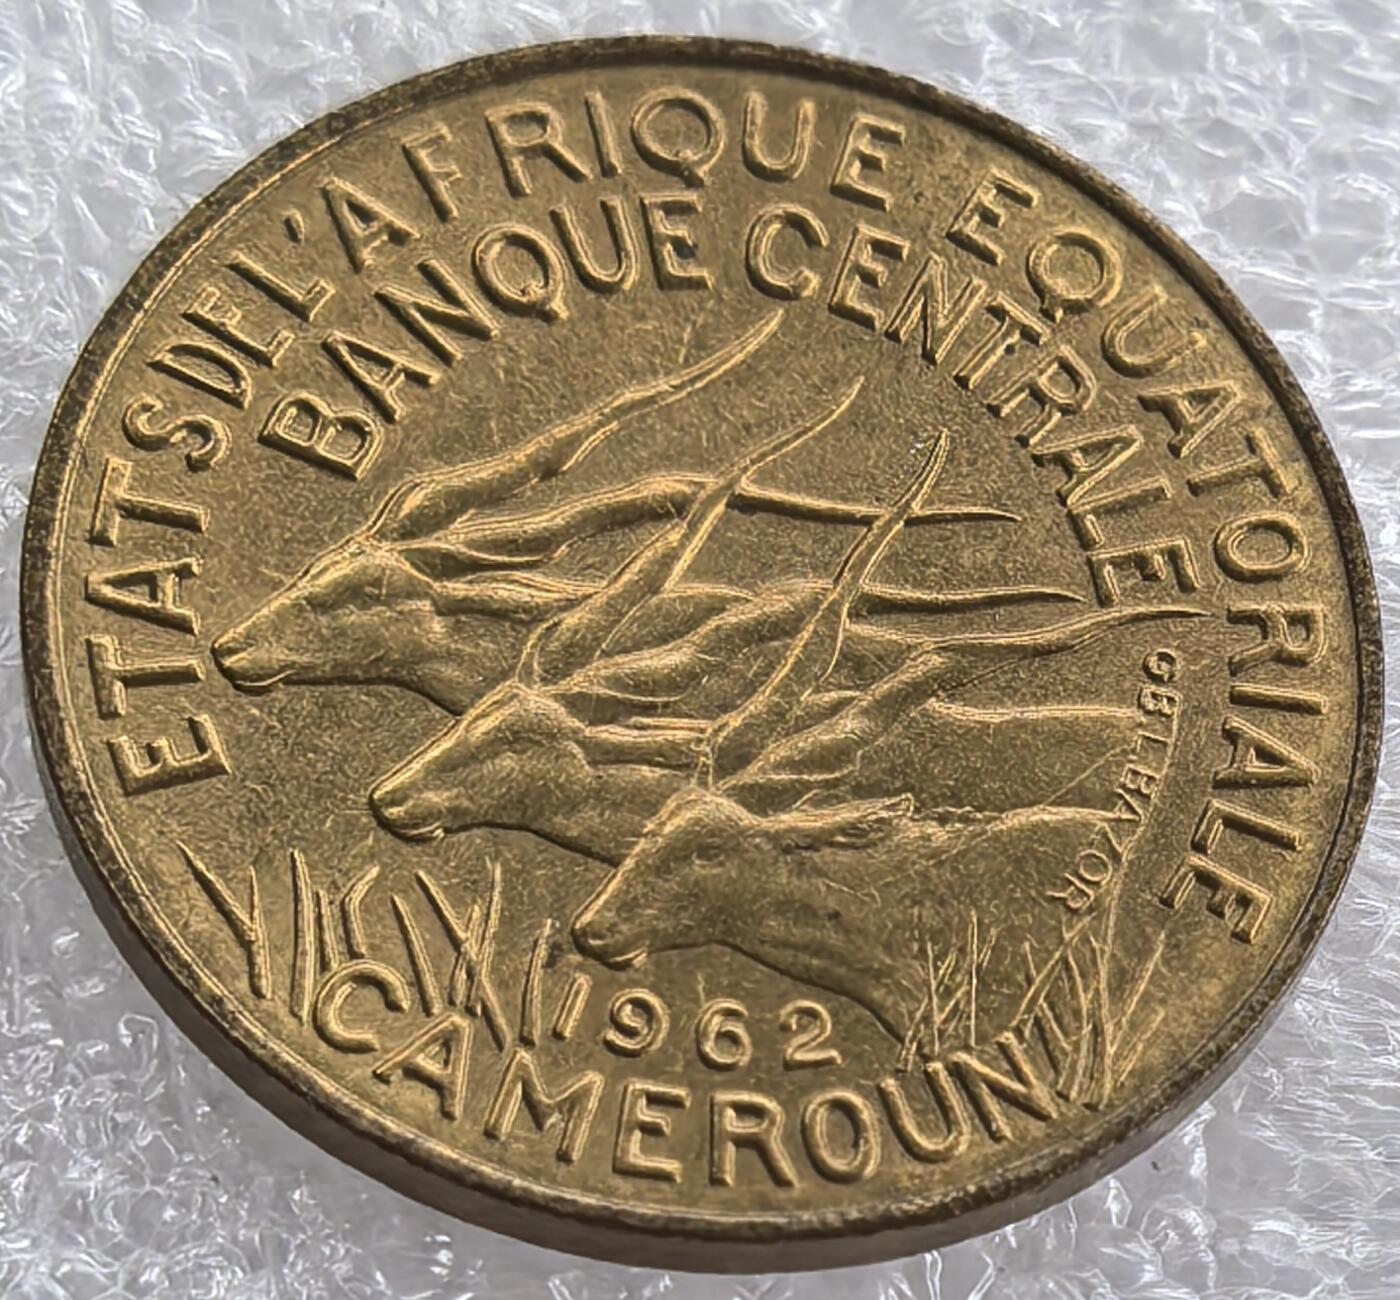 ETATS DE L'AFRIQUE EQUATORIALE
BANQUE CENTRALE
G.B.L.BAZOR
1962
CAMEROUN